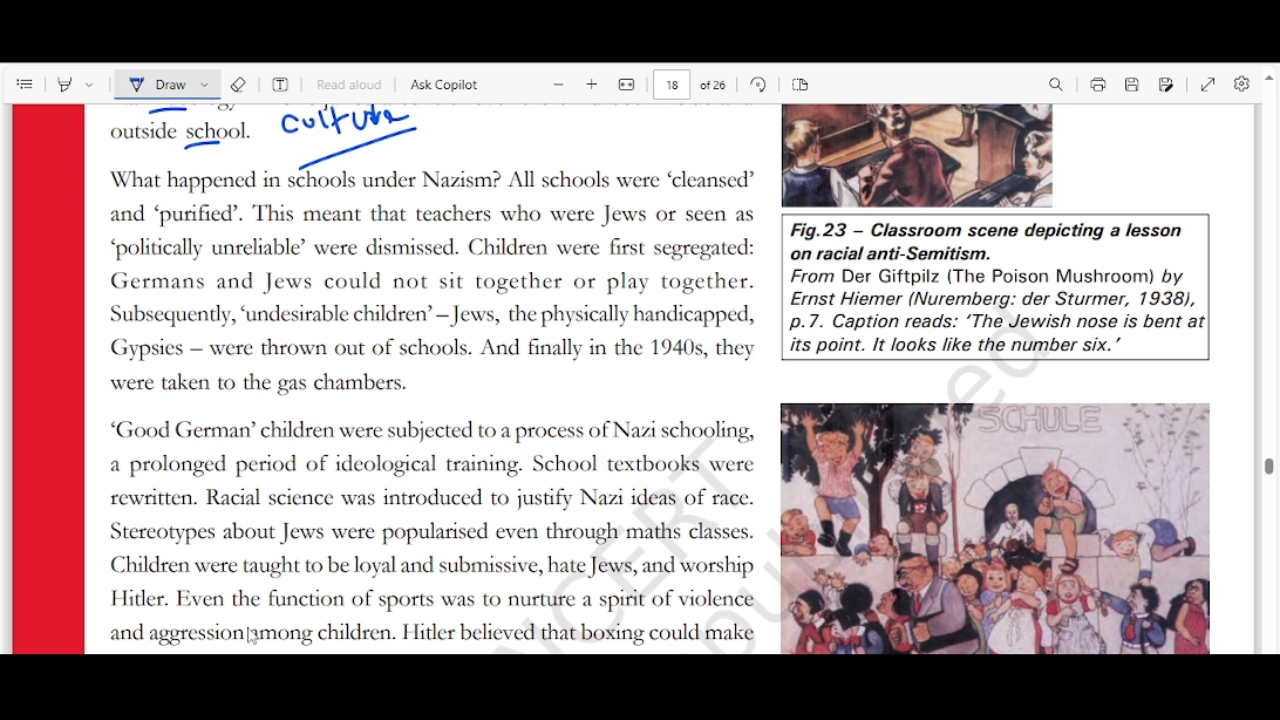 Draw
Read aloud
Ask Copilot
18
of 26
outside school.
culture
What happened in schools under Nazism? All schools were ‘cleansed’
and ‘purified’. This meant that teachers who were Jews or seen as
‘politically unreliable’ were dismissed. Children were first segregated:
Germans and Jews could not sit together or play together.
Subsequently, ‘undesirable children’ – Jews, the physically handicapped,
Gypsies – were thrown out of schools. And finally in the 1940s, they
were taken to the gas chambers.
‘Good German’ children were subjected to a process of Nazi schooling,
a prolonged period of ideological training. School textbooks were
rewritten. Racial science was introduced to justify Nazi ideas of race.
Stereotypes about Jews were popularised even through maths classes.
Children were taught to be loyal and submissive, hate Jews, and worship
Hitler. Even the function of sports was to nurture a spirit of violence
and aggression among children. Hitler believed that boxing could make
Fig.23 – Classroom scene depicting a lesson
on racial anti-Semitism.
From Der Giftpilz (The Poison Mushroom) by
Ernst Hiemer (Nuremberg: der Sturmer, 1938),
p.7. Caption reads: ‘The Jewish nose is bent at
its point. It looks like the number six.’
SCHULE
NCERT